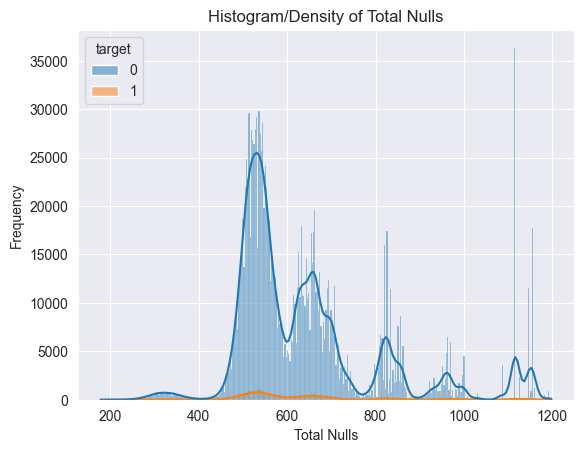 Histogram/Density of Total Nulls
target
0
1
Frequency
35000
30000
25000
20000
15000
10000
5000
0
200 400 600 800 1000 1200
Total Nulls